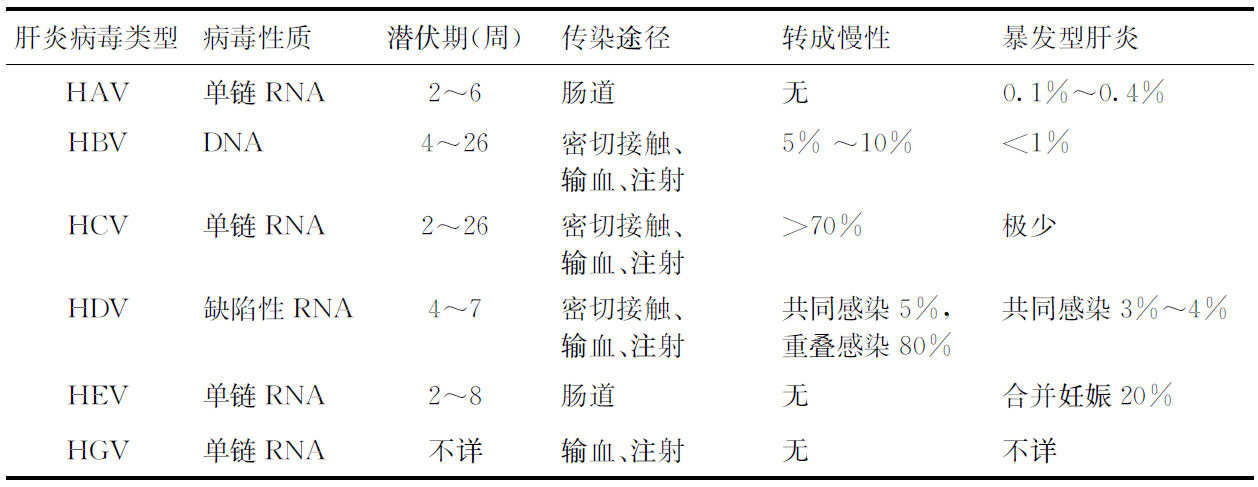 肝炎病毒类型 病毒性质 潜伏期(周) 传染途径 转成慢性 暴发型肝炎
HAV 单链 RNA 2～6 肠道 无 0.1%～0.4%
HBV DNA 4～26 密切接触、 5% ～10% <1%
输血、注射
HCV 单链 RNA 2～26 密切接触、 >70% 极少
输血、注射
HDV 缺陷性 RNA 4～7 密切接触、 共同感染 5%， 共同感染 3%～4%
输血、注射 重叠感染 80%
HEV 单链 RNA 2～8 肠道 无 合并妊娠 20%
HGV 单链 RNA 不详 输血、注射 无 不详